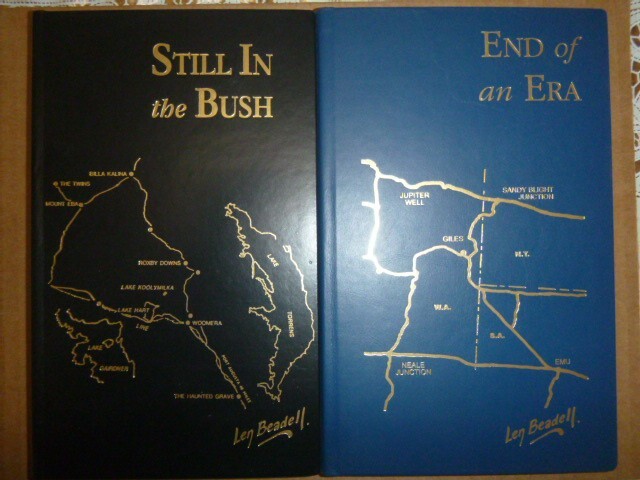 STILL IN
the BUSH
BILLA KALINA
THE TWINS
MOUNT EBA
ROXBY DOWNS
LAKE KOOLYMILKA
LAKE HART
LINE
WOOMERA
LAKE
GAIRDNER
LAKE
TORRENS
THE HAUNTED GRAVE
Len Beadell.
END of
an ERA
JUPITER
WELL
SANDY BLIGHT
JUNCTION
GILES
N.T.
W.A.
S.A.
NEALE
JUNCTION
EMU
Len Beadell.